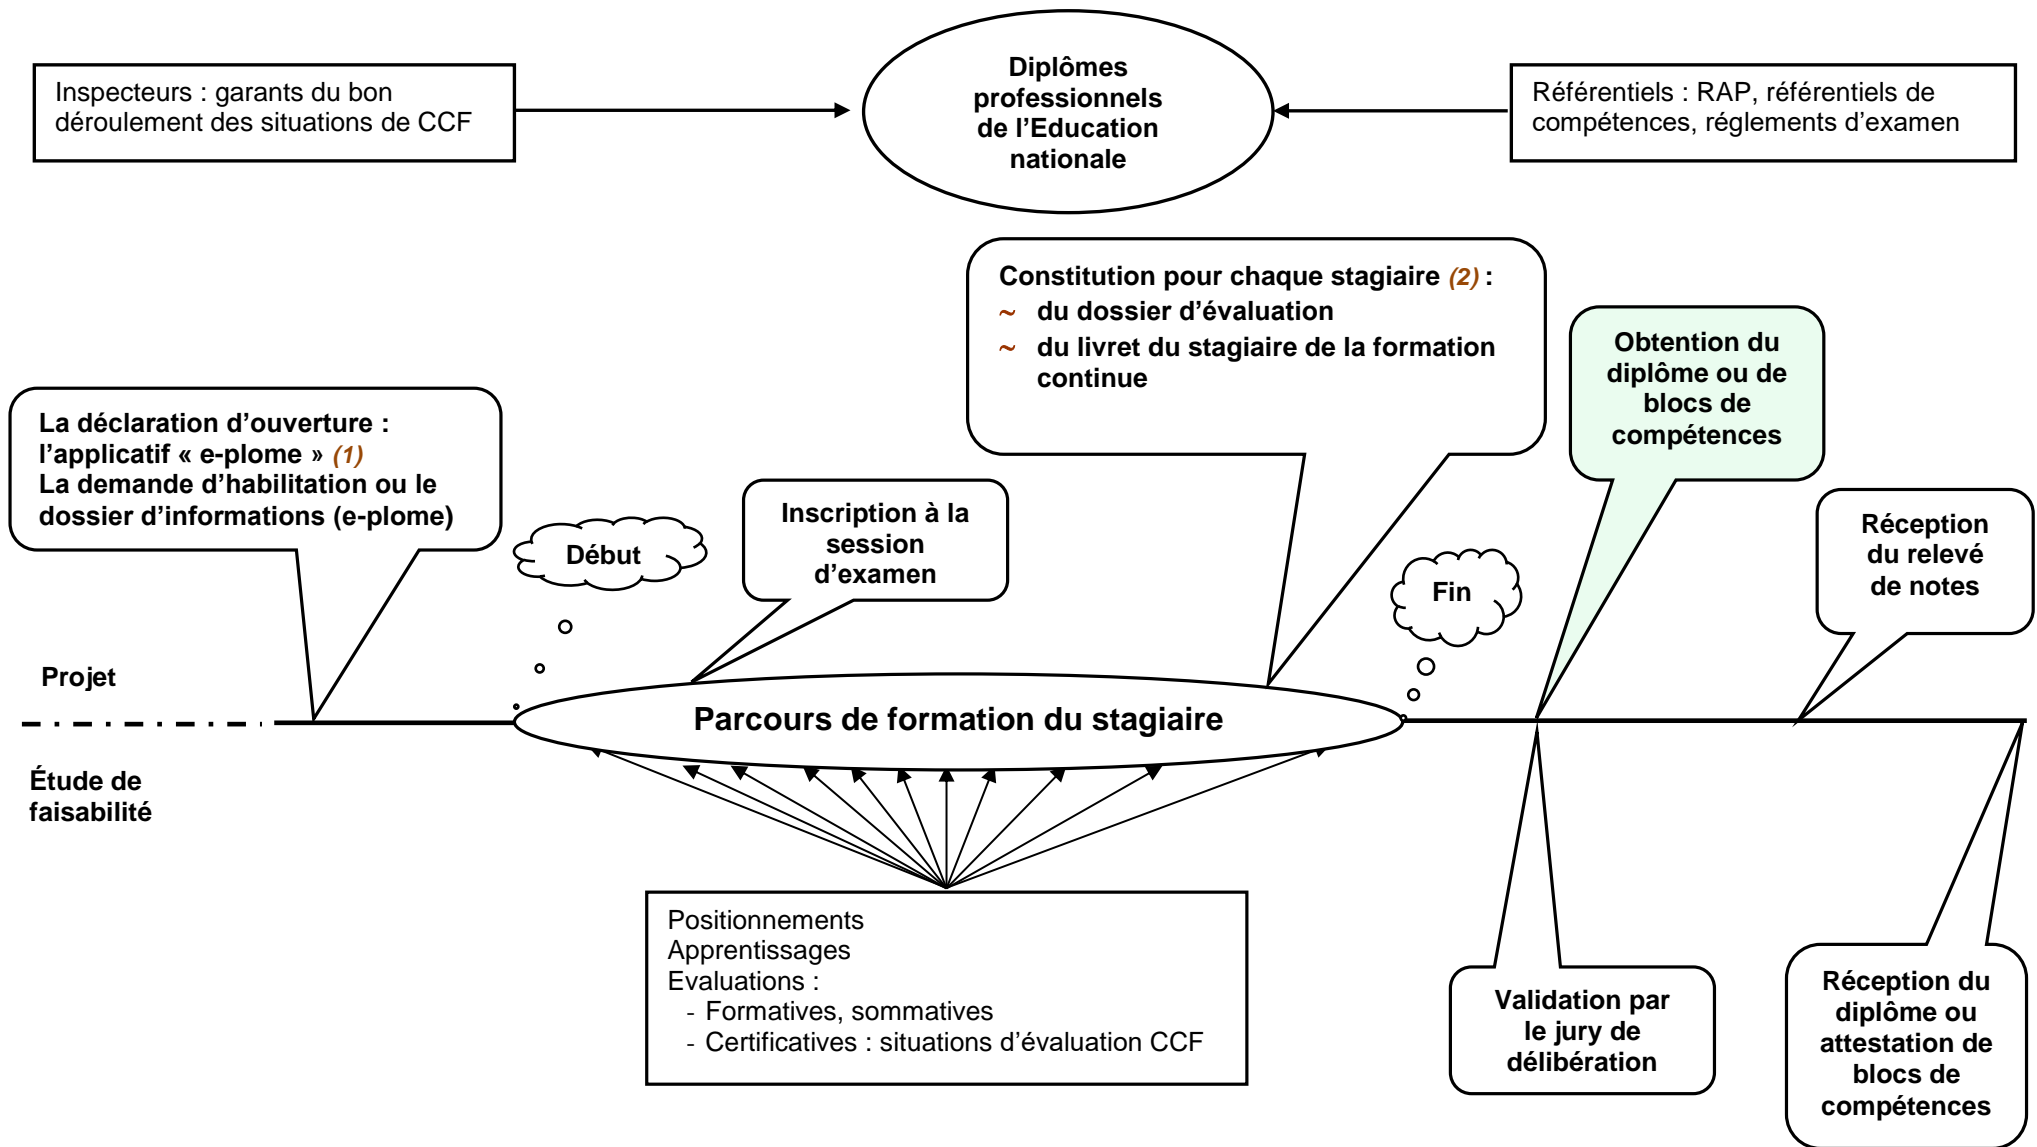 Inspecteurs : garants du bon
déroulement des situations de CCF
Diplômes
professionnels
de l’Education
nationale
Référentiels : RAP, référentiels de
compétences, réglements d’examen
Constitution pour chaque stagiaire (2) :
~ du dossier d’évaluation
~ du livret du stagiaire de la formation
continue
Obtention du
diplôme ou de
blocs de
compétences
La déclaration d’ouverture :
l’applicatif « e-plome » (1)
La demande d’habilitation ou le
dossier d’informations (e-plome)
Début
Inscription à la
session
d’examen
Fin
Réception
du relevé
de notes
Projet
Parcours de formation du stagiaire
Étude de
faisabilité
Positionnements
Apprentissages
Evaluations :
- Formatives, sommatives
- Certificatives : situations d’évaluation CCF
Validation par
le jury de
délibération
Réception du
diplôme ou
attestation de
blocs de
compétences